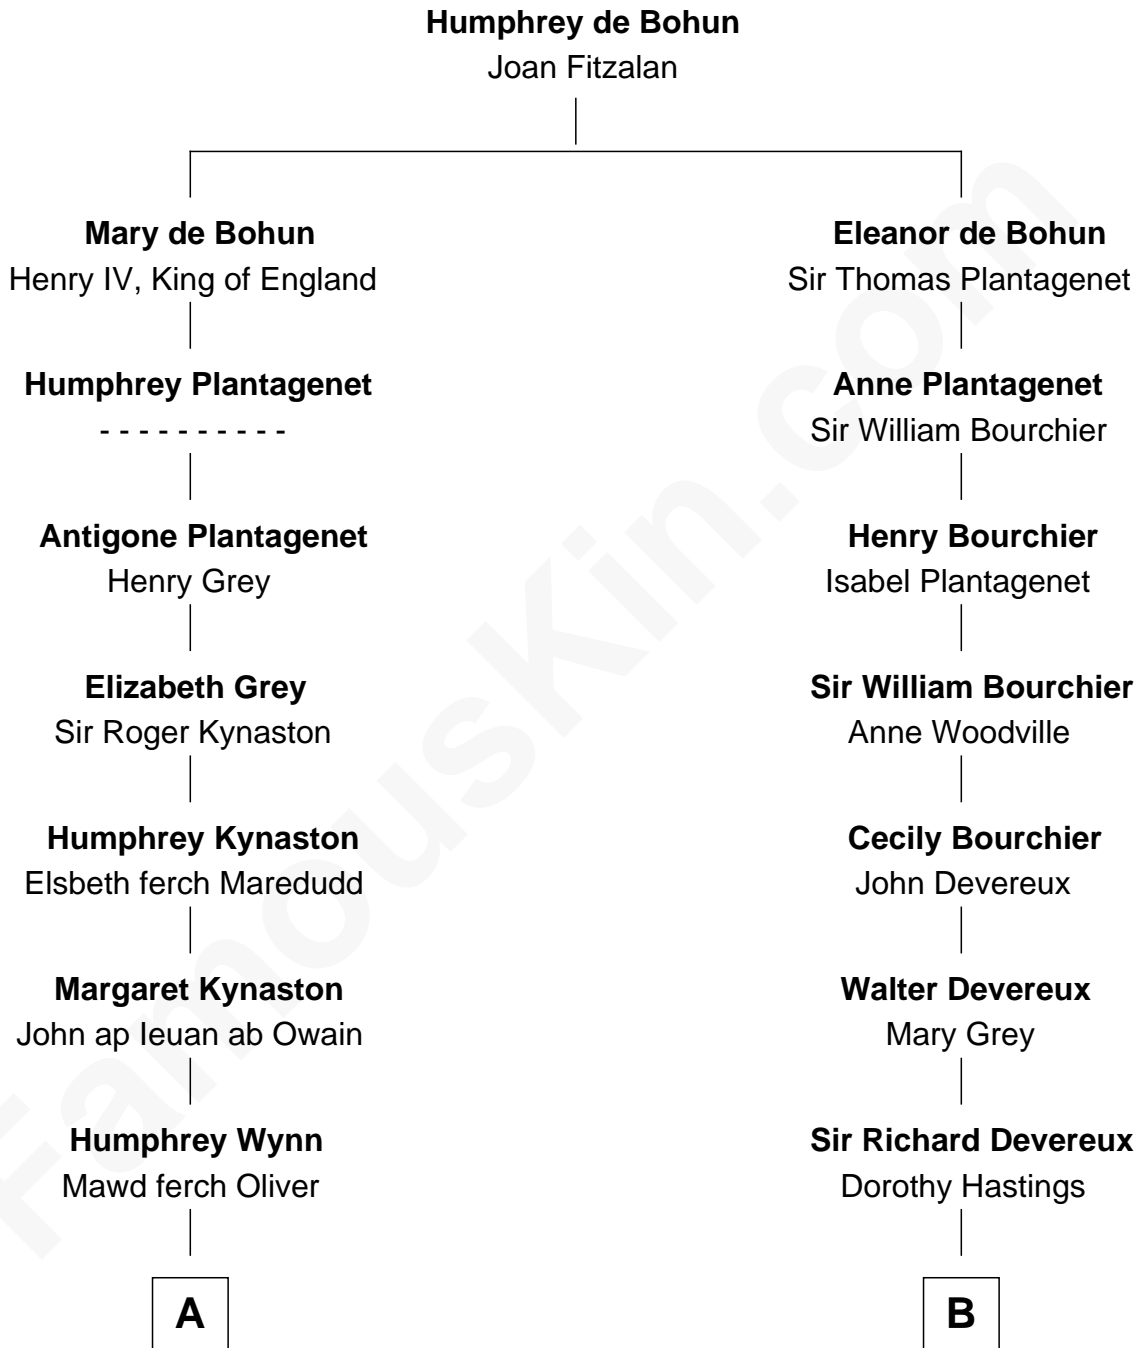 Humphrey de Bohun
Joan Fitzalan
Mary de Bohun
Henry IV, King of England
Eleanor de Bohun
Sir Thomas Plantagenet
Humphrey Plantagenet
- - - - - - - - - -
Anne Plantagenet
Sir William Bourchier
Antigone Plantagenet
Henry Grey
Henry Bourchier
Isabel Plantagenet
Elizabeth Grey
Sir Roger Kynaston
Sir William Bourchier
Anne Woodville
Humphrey Kynaston
Elsbeth ferch Maredudd
Cecily Bourchier
John Devereux
Margaret Kynaston
John ap Ieuan ab Owain
Walter Devereux
Mary Grey
Humphrey Wynn
Mawd ferch Oliver
Sir Richard Devereux
Dorothy Hastings
A
B
FamousKin.com